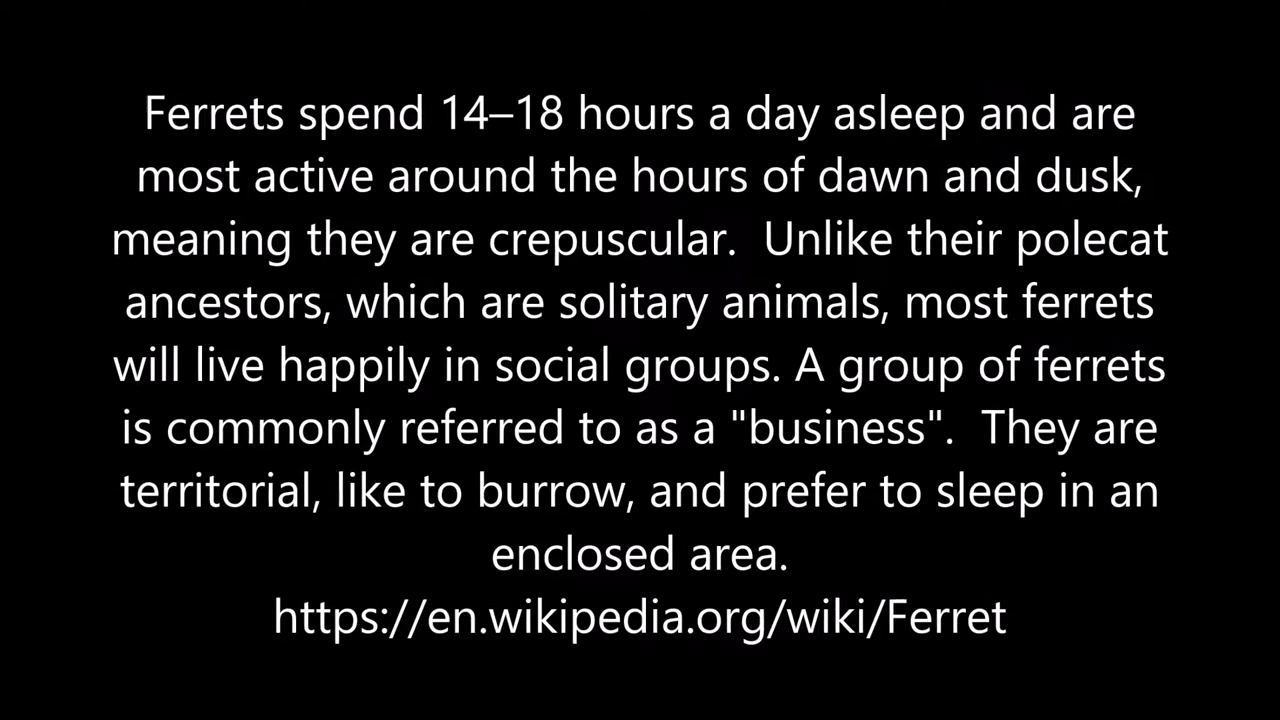 Ferrets spend 14–18 hours a day asleep and are
most active around the hours of dawn and dusk,
meaning they are crepuscular.  Unlike their polecat
ancestors, which are solitary animals, most ferrets
will live happily in social groups. A group of ferrets
is commonly referred to as a "business".  They are
territorial, like to burrow, and prefer to sleep in an
enclosed area.
https://en.wikipedia.org/wiki/Ferret